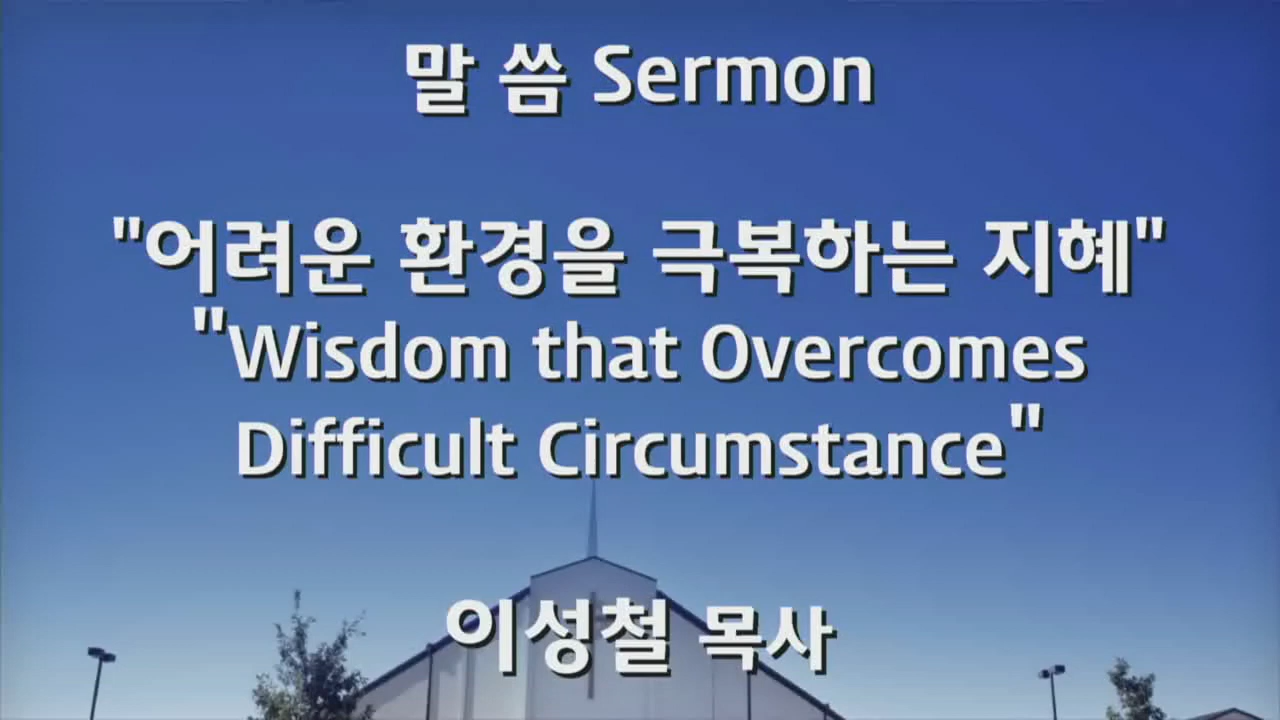 말 씀 Sermon
"어려운 환경을 극복하는 지혜"
"Wisdom that Overcomes
Difficult Circumstance"
이성철 목사